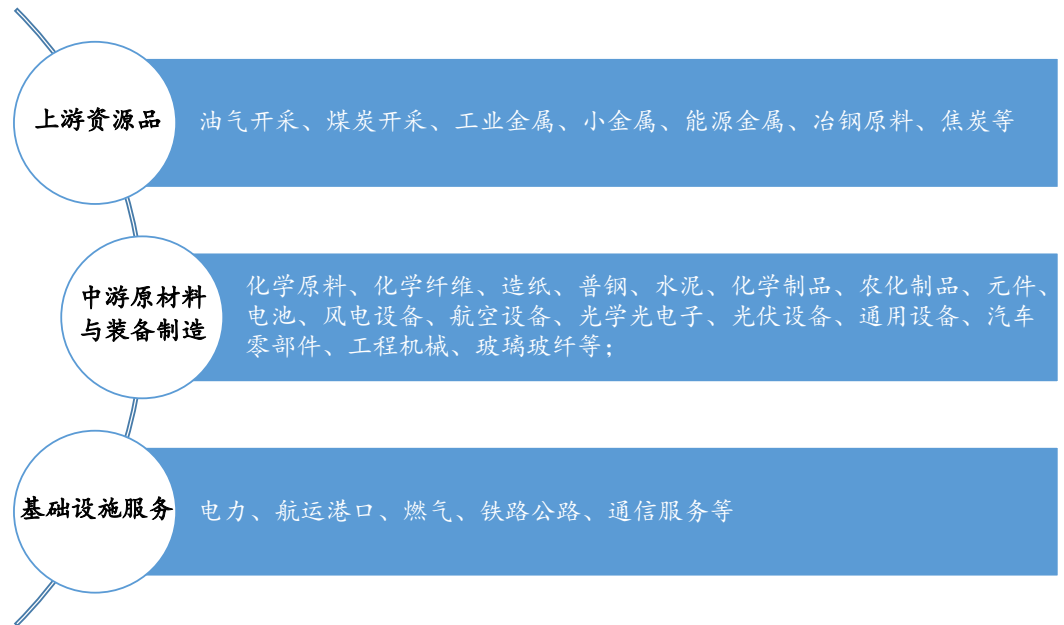 上游资源品
油气开采、煤炭开采、工业金属、小金属、能源金属、冶钢原料、焦炭等
中游原材料
与装备制造
化学原料、化学纤维、造纸、普钢、水泥、化学制品、农化制品、元件、
电池、风电设备、航空设备、光学光电子、光伏设备、通用设备、汽车
零部件、工程机械、玻璃玻纤等；
基础设施服务
电力、航运港口、燃气、铁路公路、通信服务等